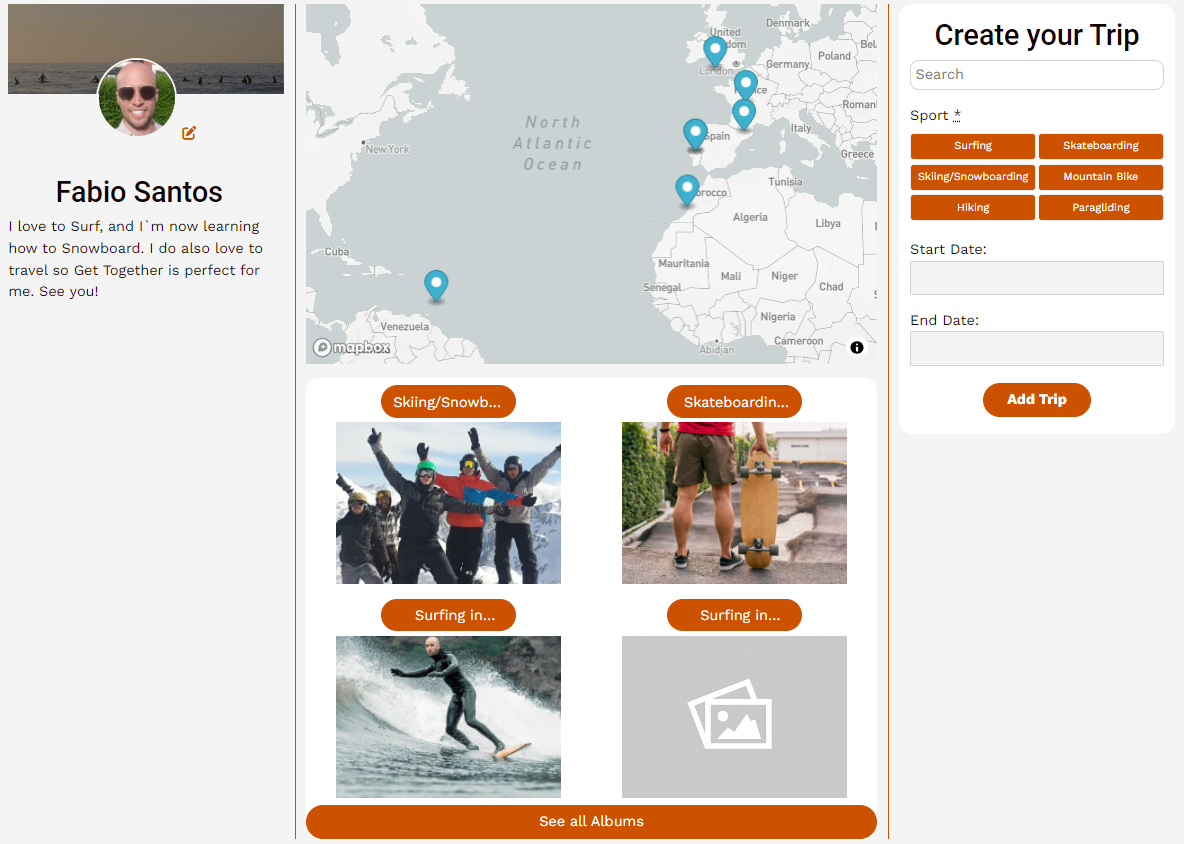 Fabio Santos
I love to Surf, and I`m now learning
how to Snowboard. I do also love to
travel so Get Together is perfect for
me. See you!
United
Denmark
Poland
London
Germany
Italy
Spain
Greece
North
Atlantic
Ocean
New York
Tunisia
Algeria
Libya
Cuba
Mauritania
Mali
Niger
Chad
Senegal
Nigeria
Venezuela
Cameroon
Abidjan
mapbox
Skiing/Snowb...
Skateboardin...
Surfing in...
Surfing in...
See all Albums
Create your Trip
Search
Sport *
Surfing
Skateboarding
Skiing/Snowboarding
Mountain Bike
Hiking
Paragliding
Start Date:
End Date:
Add Trip